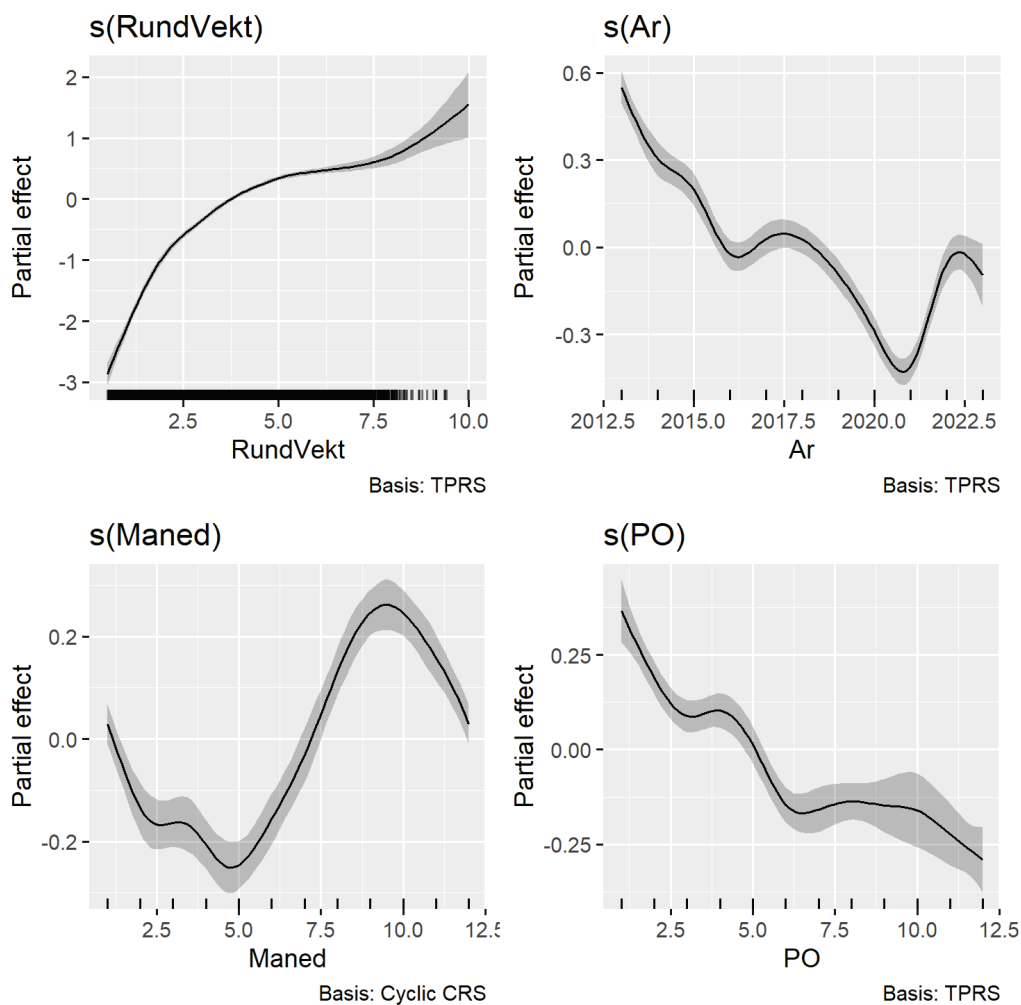 s(RundVekt)
Partial effect
2
1
0
-1
-2
-3
2.5 5.0 7.5 10.0
RundVekt
Basis: TPRS
s(Ar)
Partial effect
0.6
0.3
0.0
-0.3
2012.5 2015.0 2017.5 2020.0 2022.5
Ar
Basis: TPRS
s(Maned)
Partial effect
0.2
0.0
-0.2
2.5 5.0 7.5 10.0 12.5
Maned
Basis: Cyclic CRS
s(PO)
Partial effect
0.25
0.00
-0.25
2.5 5.0 7.5 10.0 12.5
PO
Basis: TPRS